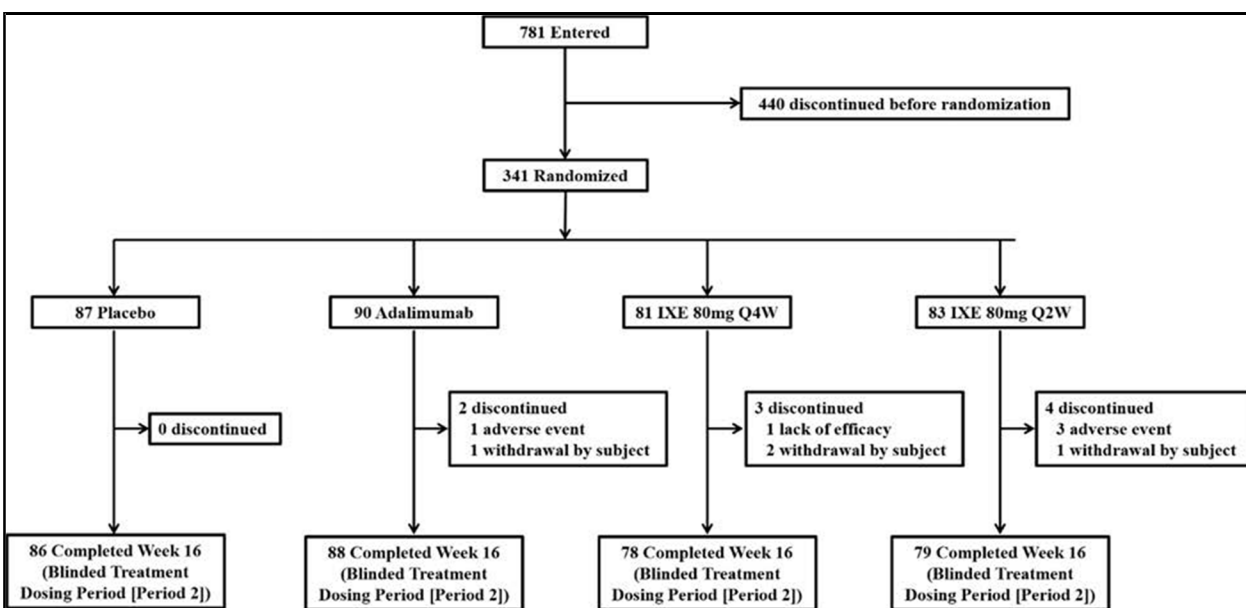 781 Entered
440 discontinued before randomization
341 Randomized
87 Placebo
90 Adalimumab
81 IXE 80mg Q4W
83 IXE 80mg Q2W
0 discontinued
2 discontinued
1 adverse event
1 withdrawal by subject
3 discontinued
1 lack of efficacy
2 withdrawal by subject
4 discontinued
3 adverse event
1 withdrawal by subject
86 Completed Week 16
(Blinded Treatment
Dosing Period [Period 2])
88 Completed Week 16
(Blinded Treatment
Dosing Period [Period 2])
78 Completed Week 16
(Blinded Treatment
Dosing Period [Period 2])
79 Completed Week 16
(Blinded Treatment
Dosing Period [Period 2])